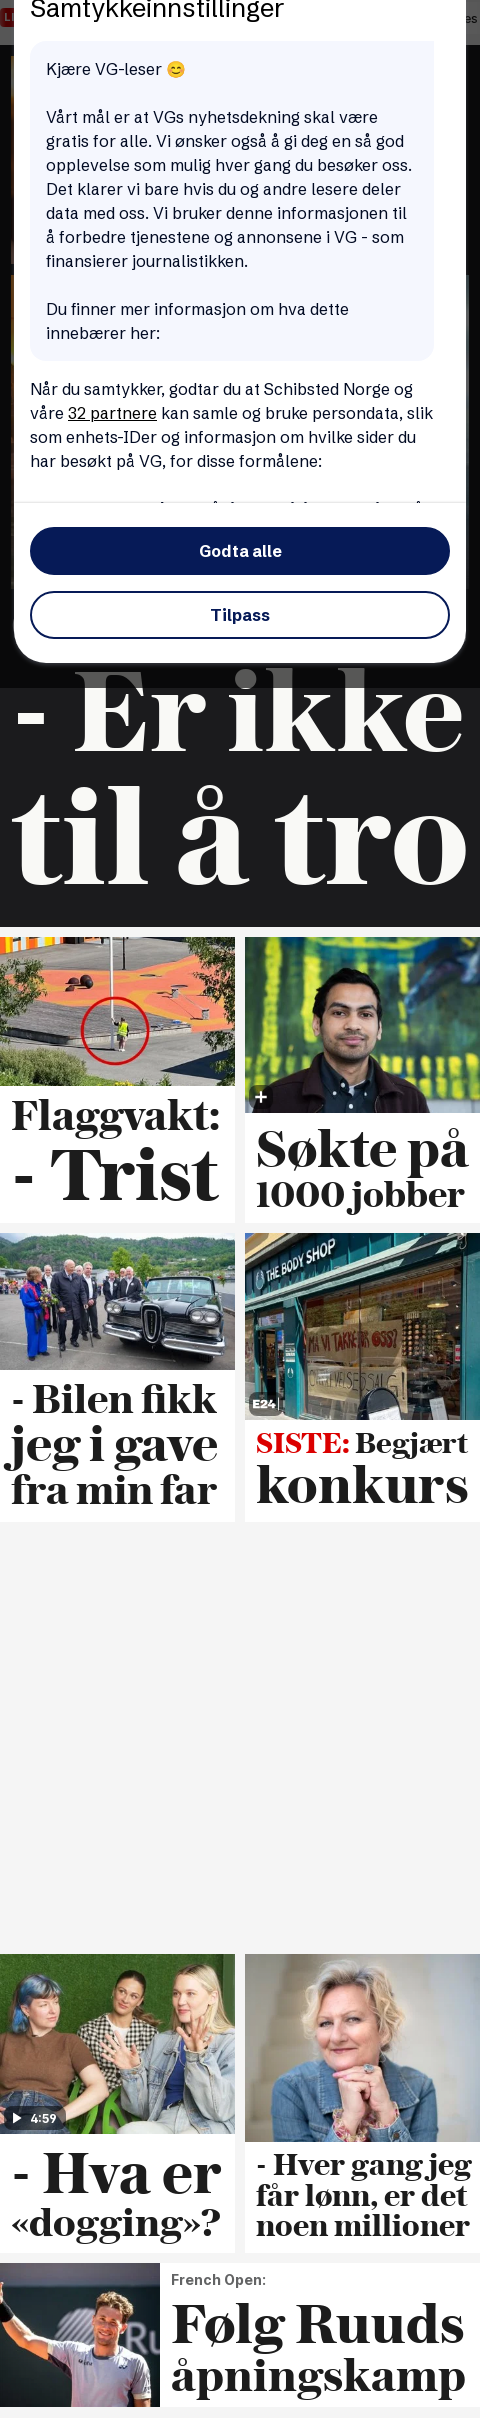 Samtykkeinnstillinger
Kjære VG-leser 😊
Vårt mål er at VGs nyhetsdekning skal være
gratis for alle. Vi ønsker også å gi deg en så god
opplevelse som mulig hver gang du besøker oss.
Det klarer vi bare hvis du og andre lesere deler
data med oss. Vi bruker denne informasjonen til
å forbedre tjenestene og annonsene i VG - som
finansierer journalistikken.
Du finner mer informasjon om hva dette
innebærer her:
Når du samtykker, godtar du at Schibsted Norge og
våre 32 partnere kan samle og bruke persondata, slik
som enhets-IDer og informasjon om hvilke sider du
har besøkt på VG, for disse formålene:
Godta alle
Tilpass
- Er ikke
til å tro
Flaggvakt:
- Trist
Søkte på
1000 jobber
THE BODY SHOP
MÅ VI TAKKE FOR OSS?
E24
- Bilen fikk
jeg i gave
fra min far
SISTE: Begjært
konkurs
4:59
- Hva er
«dogging»?
- Hver gang jeg
får lønn, er det
noen millioner
French Open:
Følg Ruuds
åpningskamp